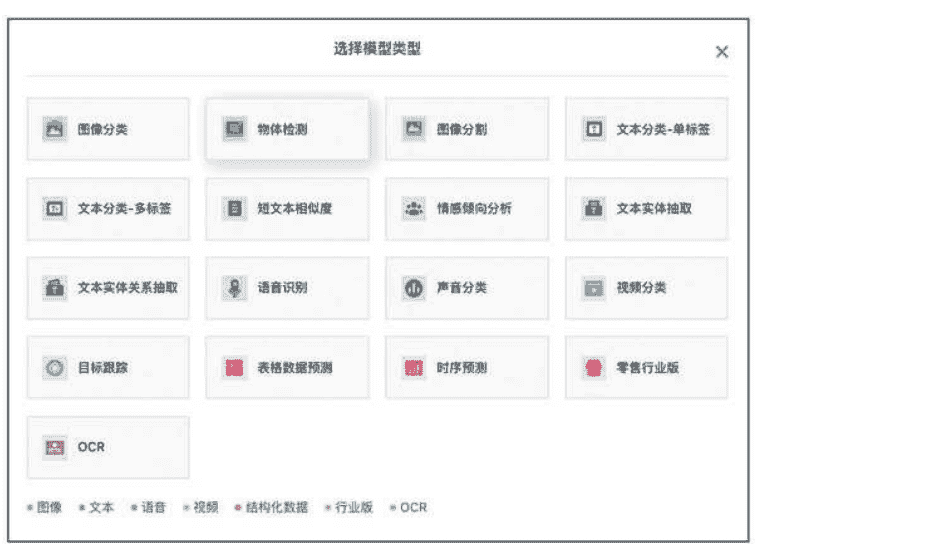 选择模型类型
图像分类 物体检测 图像分割 文本分类-单标签
文本分类-多标签 短文本相似度 情感倾向分析 文本实体抽取
文本实体关系抽取 语音识别 声音分类 视频分类
目标跟踪 表格数据预测 时序预测 零售行业版
OCR
图像 文本 语音 视频 结构化数据 行业版 OCR